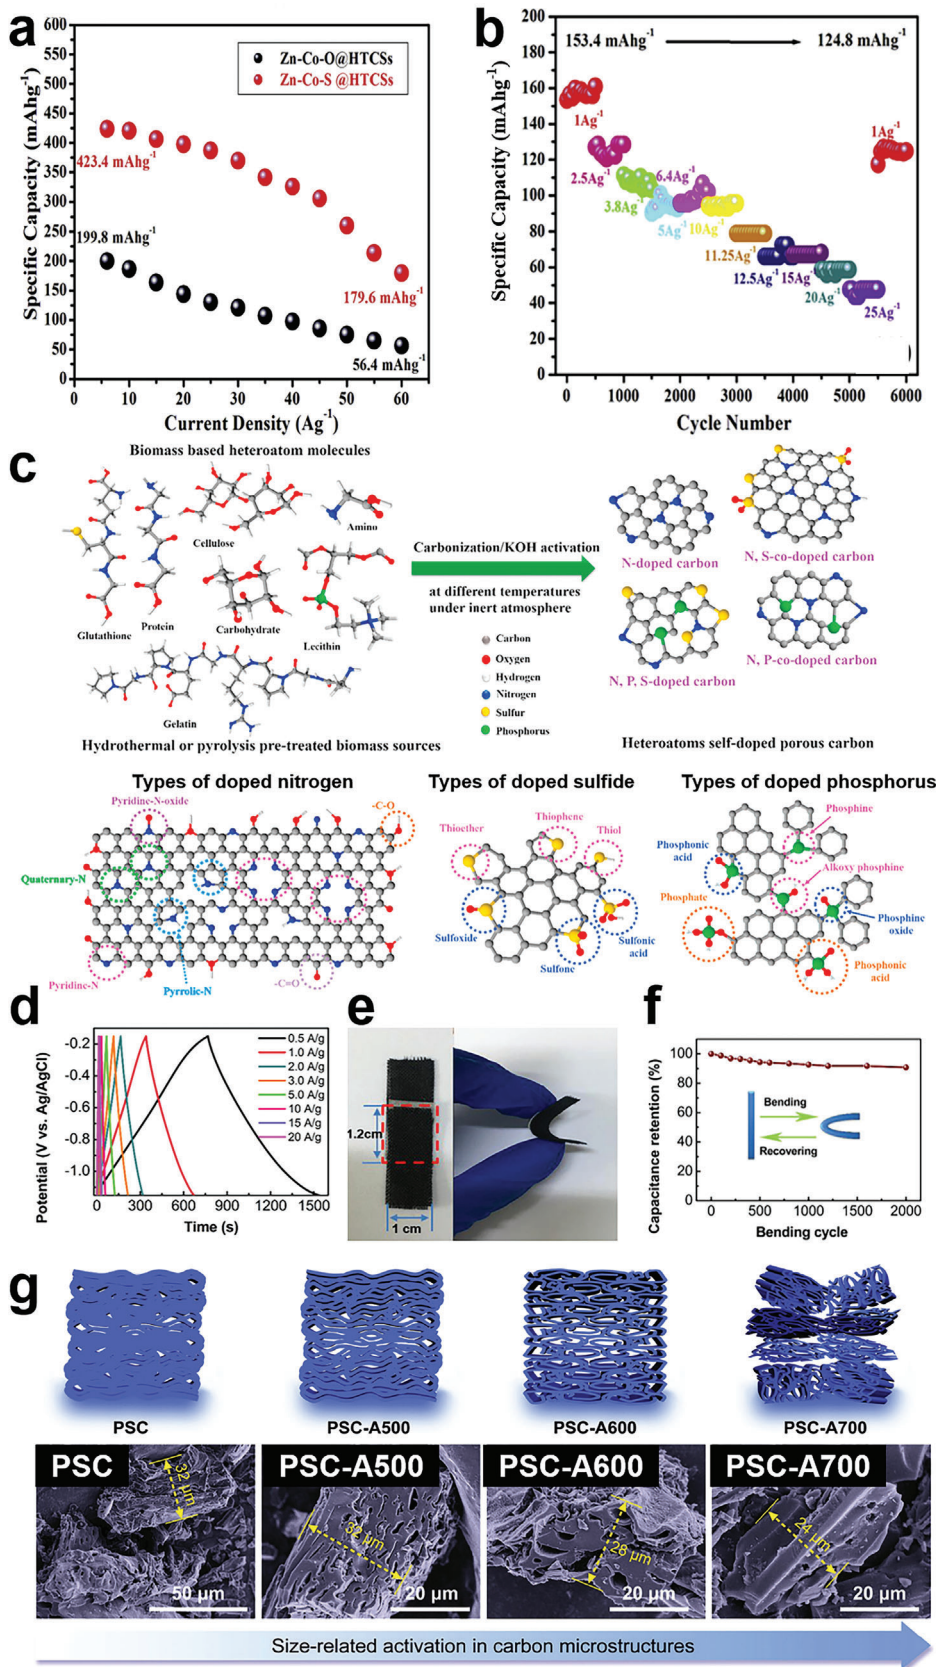 a
600
550
500
450
400
350
300
250
200
150
100
50
0
Specific Capacity (mAhg⁻¹)
Zn-Co-O@HTCSs
Zn-Co-S @HTCSs
423.4 mAhg⁻¹
199.8 mAhg⁻¹
179.6 mAhg⁻¹
56.4 mAhg⁻¹
0 10 20 30 40 50 60
Current Density (Ag⁻¹)
b
200
180
160
140
120
100
80
60
40
20
0
Specific Capacity (mAhg⁻¹)
153.4 mAhg⁻¹
124.8 mAhg⁻¹
1Ag⁻¹
1Ag⁻¹
2.5Ag⁻¹
6.4Ag⁻¹
3.8Ag⁻¹
5Ag⁻¹
10Ag⁻¹
11.25Ag⁻¹
12.5Ag⁻¹
15Ag⁻¹
20Ag⁻¹
25Ag⁻¹
0 1000 2000 3000 4000 5000 6000
Cycle Number
c
Biomass based heteroatom molecules
Cellulose
Amino
Glutathione
Protein
Carbohydrate
Lecithin
Gelatin
Hydrothermal or pyrolysis pre-treated biomass sources
Carbonization/KOH activation
at different temperatures
under inert atmosphere
Carbon
Oxygen
Hydrogen
Nitrogen
Sulfur
Phosphorus
N-doped carbon
N, S-co-doped carbon
N, P, S-doped carbon
N, P-co-doped carbon
Heteroatoms self-doped porous carbon
Types of doped nitrogen
Pyridine-N-oxide
-C-O
Quaternary-N
Pyridine-N
Pyrrolic-N
-C=O
Types of doped sulfide
Thioether
Thiophene
Thiol
Sulfoxide
Sulfone
Sulfonic
acid
Types of doped phosphorus
Phosphine
Phosphonic
acid
Alkoxy phosphine
Phosphate
Phosphine
oxide
Phosphonic
acid
d
-0.2
-0.4
-0.6
-0.8
-1.0
Potential (V vs. Ag/AgCl)
0.5 A/g
1.0 A/g
2.0 A/g
3.0 A/g
5.0 A/g
10 A/g
15 A/g
20 A/g
0 300 600 900 1200 1500
Time (s)
e
1.2cm
1 cm
f
100
80
60
40
20
0
Capacitance retention (%)
Bending
Recovering
0 500 1000 1500 2000
Bending cycle
g
PSC
PSC-A500
PSC-A600
PSC-A700
PSC
32 μm
50 μm
PSC-A500
32 μm
20 μm
PSC-A600
28 μm
20 μm
PSC-A700
24 μm
20 μm
Size-related activation in carbon microstructures